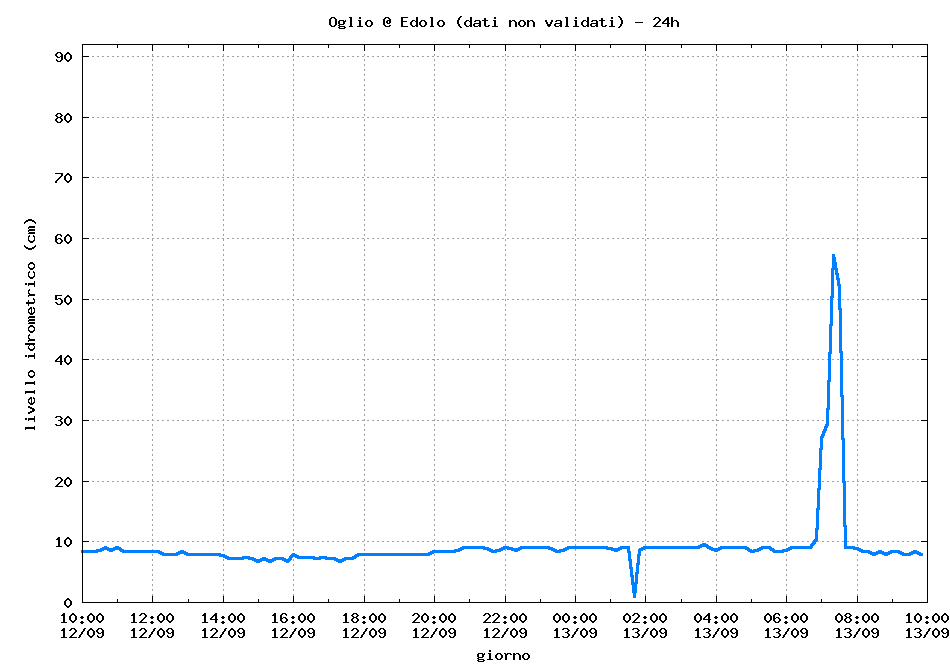 Oglio @ Edolo (dati non validati) - 24h
90
80
70
60
50
40
30
20
10
0
livello idrometrico (cm)
10:00 12:00 14:00 16:00 18:00 20:00 22:00 00:00 02:00 04:00 06:00 08:00 10:00
12/09 12/09 12/09 12/09 12/09 12/09 12/09 13/09 13/09 13/09 13/09 13/09 13/09
giorno